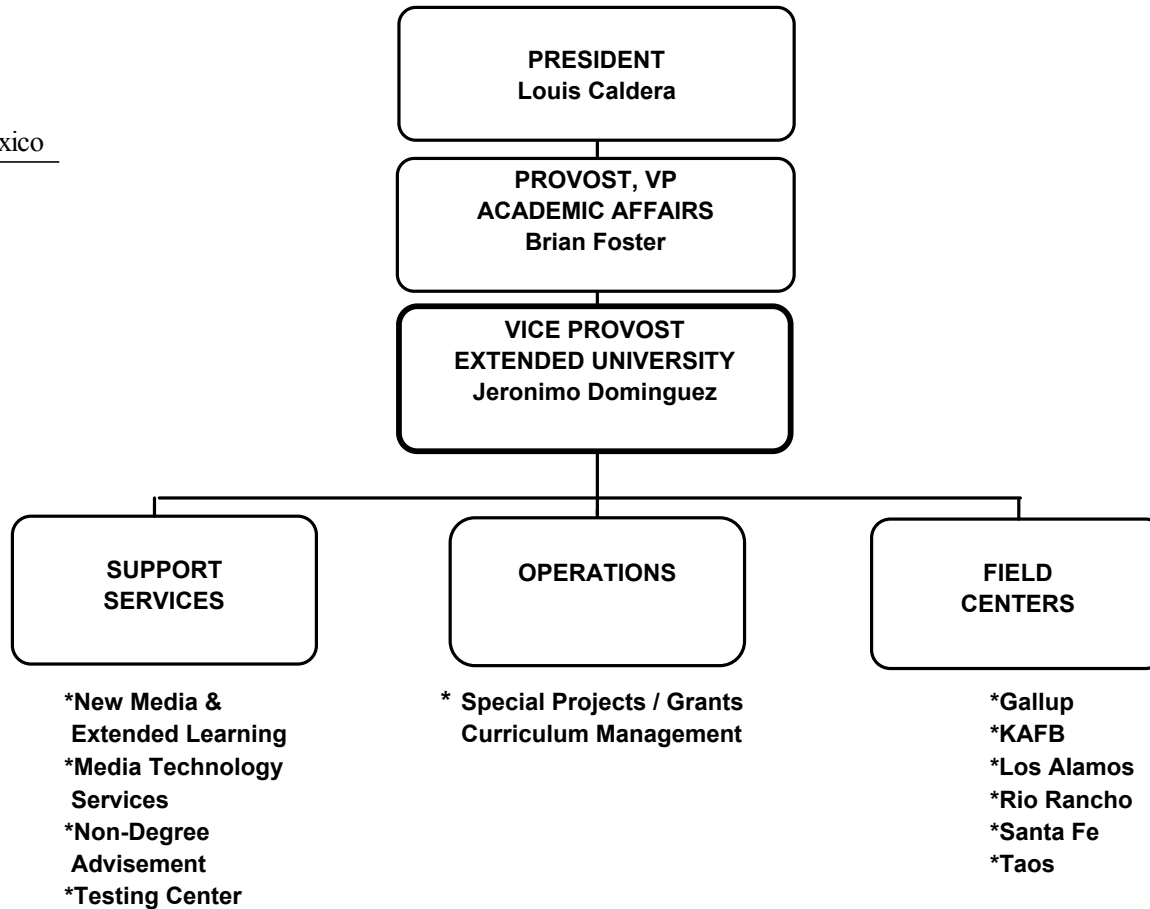 PRESIDENT
Louis Caldera
xico
PROVOST, VP
ACADEMIC AFFAIRS
Brian Foster
VICE PROVOST
EXTENDED UNIVERSITY
Jeronimo Dominguez
SUPPORT
SERVICES
OPERATIONS
FIELD
CENTERS
*New Media &
Extended Learning
*Media Technology
Services
*Non-Degree
Advisement
*Testing Center
* Special Projects / Grants
Curriculum Management
*Gallup
*KAFB
*Los Alamos
*Rio Rancho
*Santa Fe
*Taos